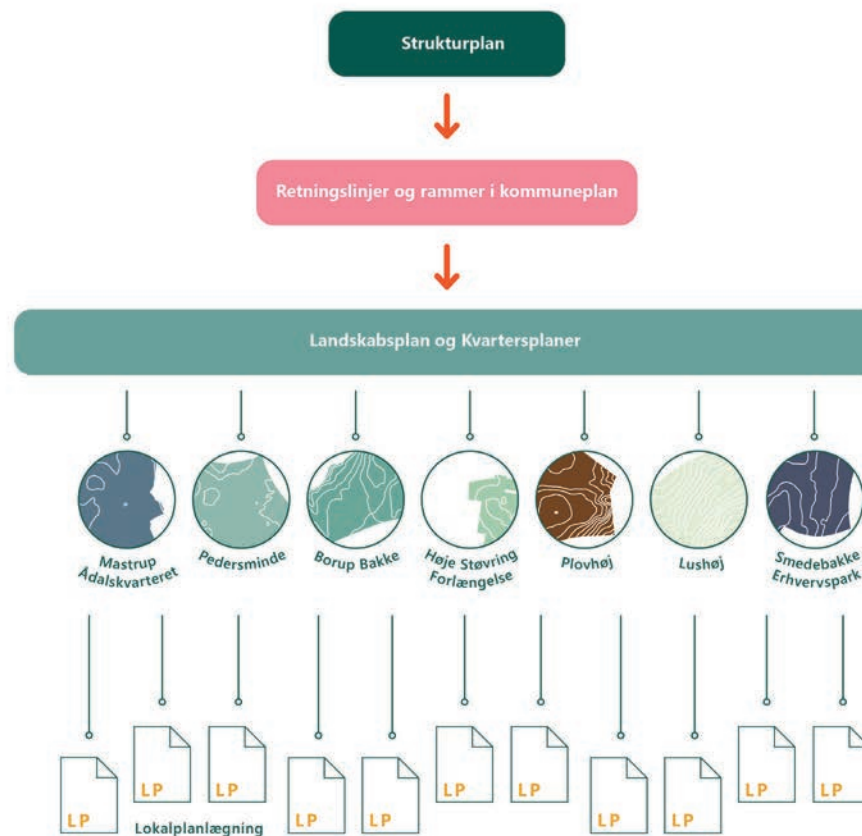 Strukturplan
Retningslinjer og rammer i kommuneplan
Landskabsplan og Kvartersplaner
Mastrup
Ådalskvarteret
Pedersminde
Borup Bakke
Høje Støvring
Forlængelse
Plovhøj
Lushøj
Smedebakken
Erhvervspark
LP
LP
LP
LP
LP
LP
LP
LP
LP
LP
LP
Lokalplanlægning